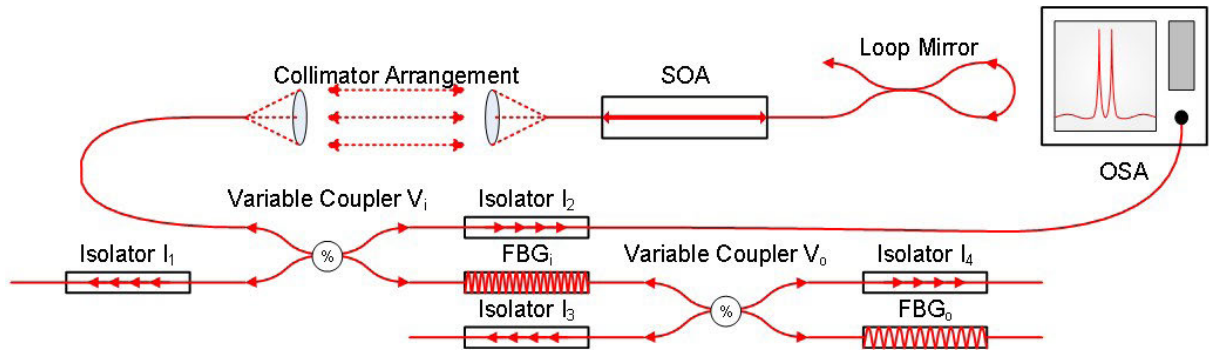 Loop Mirror
Collimator Arrangement
SOA
OSA
Variable Coupler Vi
Isolator I2
Isolator I1
%
FBGi
Variable Coupler Vo
Isolator I4
Isolator I3
%
FBGo